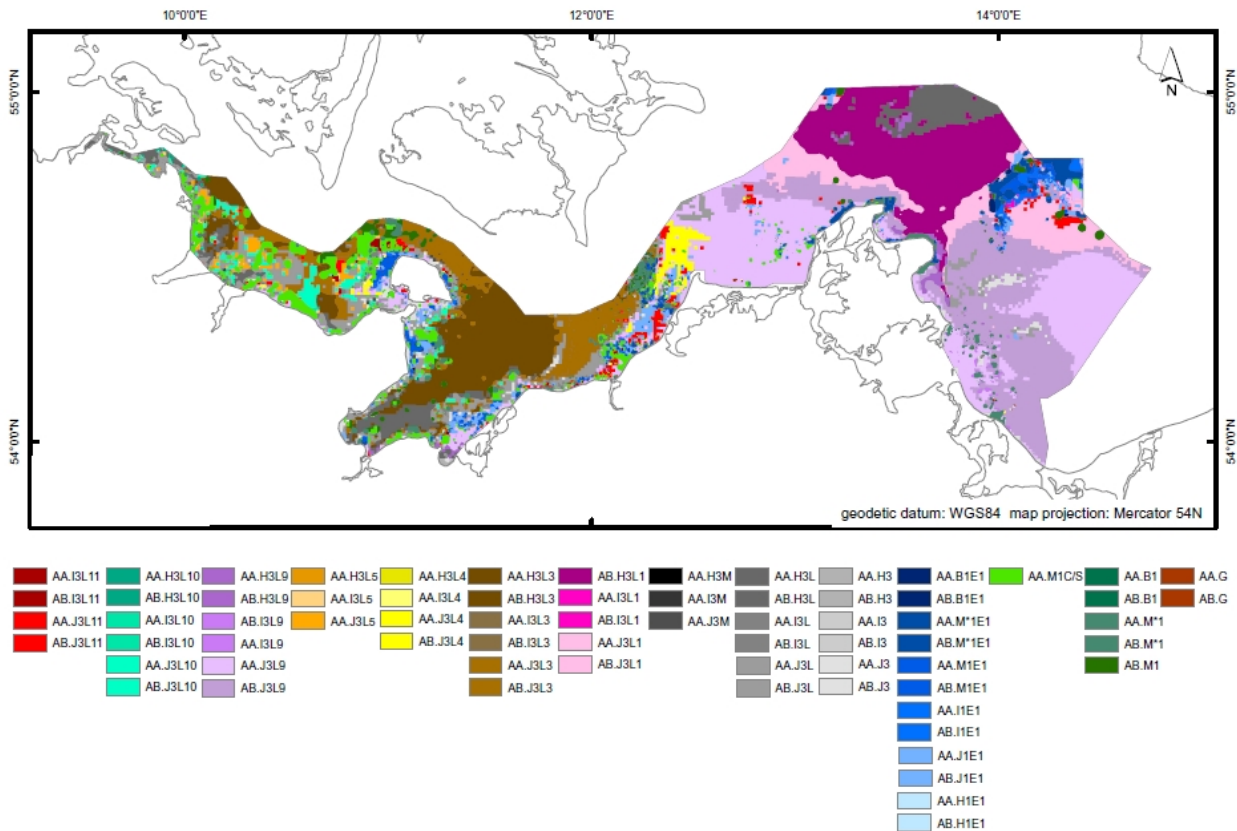 10°0'0"E 12°0'0"E 14°0'0"E
55°0'0"N 55°0'0"N
N
54°0'0"N 54°0'0"N
geodetic datum: WGS84 map projection: Mercator 54N
AA.I3L11 AA.H3L10 AA.H3L9 AA.H3L5 AA.H3L4 AA.H3L3 AB.H3L1 AA.H3M AA.H3L AA.H3 AA.B1E1 AA.M1C/S AA.B1 AA.G
AB.I3L11 AB.H3L10 AB.H3L9 AA.I3L5 AA.I3L4 AB.H3L3 AA.I3L1 AA.I3M AB.H3L AB.H3 AB.B1E1 AB.B1 AB.G
AA.J3L11 AA.I3L10 AB.I3L9 AA.J3L5 AA.J3L4 AA.I3L3 AB.I3L1 AA.J3M AA.I3L AA.I3 AA.M*1E1 AA.M*1
AB.J3L11 AB.I3L10 AA.I3L9 AB.J3L4 AB.I3L3 AA.J3L1 AB.I3L AB.I3 AB.M*1E1 AB.M*1
AA.J3L10 AA.J3L9 AA.J3L3 AB.J3L1 AA.J3L AA.J3 AA.M1E1 AB.M1
AB.J3L10 AB.J3L9 AB.J3L3 AB.J3L AB.J3 AB.M1E1
AA.I1E1
AB.I1E1
AA.J1E1
AB.J1E1
AA.H1E1
AB.H1E1